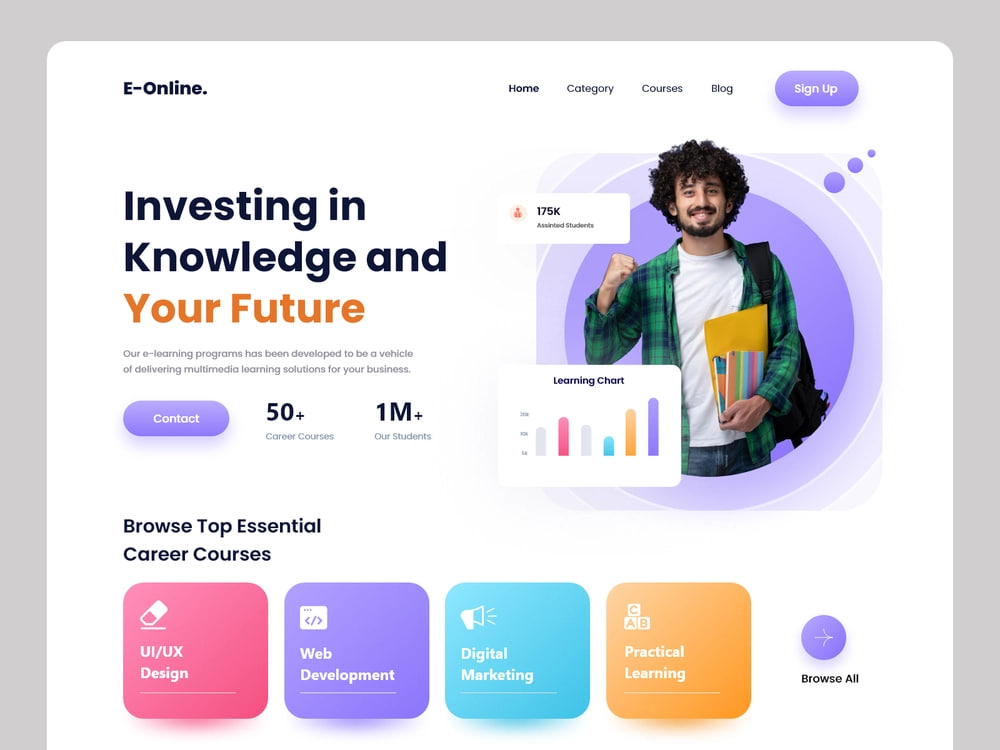 E-Online.
Home Category Courses Blog Sign Up
Investing in
Knowledge and
Your Future
Our e-learning programs has been developed to be a vehicle
of delivering multimedia learning solutions for your business.
Contact
50+
Career Courses
1M+
Our Students
175K
Assinted Students
Learning Chart
Browse Top Essential
Career Courses
UI/UX
Design
Web
Development
Digital
Marketing
C
A B
Practical
Learning
Browse All